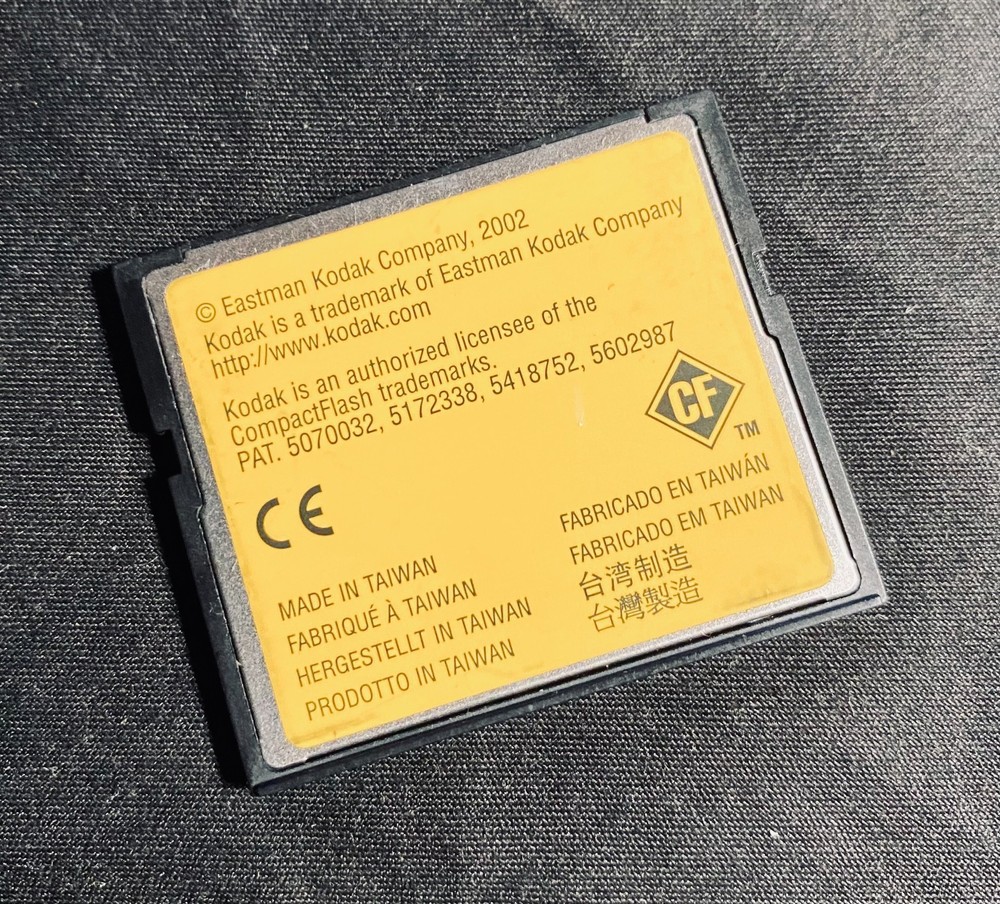 © Eastman Kodak Company, 2002
Kodak is a trademark of Eastman Kodak Company
http://www.kodak.com
Kodak is an authorized licensee of the
CompactFlash trademarks.
PAT. 5070032, 5172338, 5418752, 5602987
CF TM
CE
MADE IN TAIWAN
FABRIQUÉ À TAIWAN
HERGESTELLT IN TAIWAN
PRODOTTO IN TAIWAN
FABRICADO EN TAIWÁN
FABRICADO EM TAIWAN
台湾制造
台灣製造